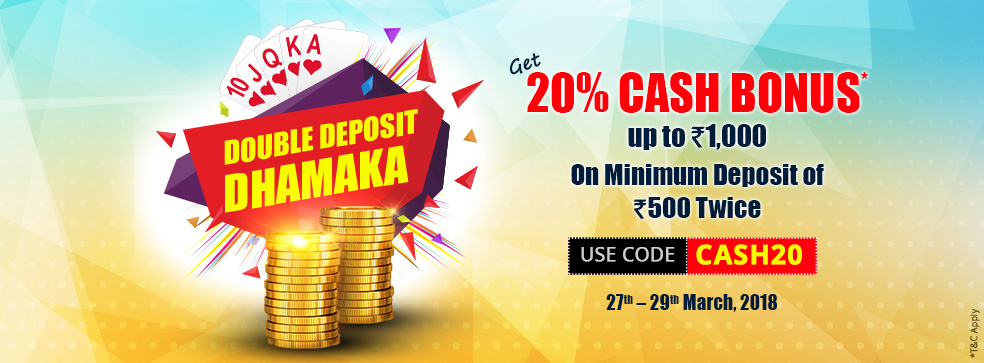 10 J Q K A
DOUBLE DEPOSIT
DHAMAKA
Get
20% CASH BONUS*
up to ₹1,000
On Minimum Deposit of
₹500 Twice
USE CODE CASH20
27th – 29th March, 2018
*T&C Apply